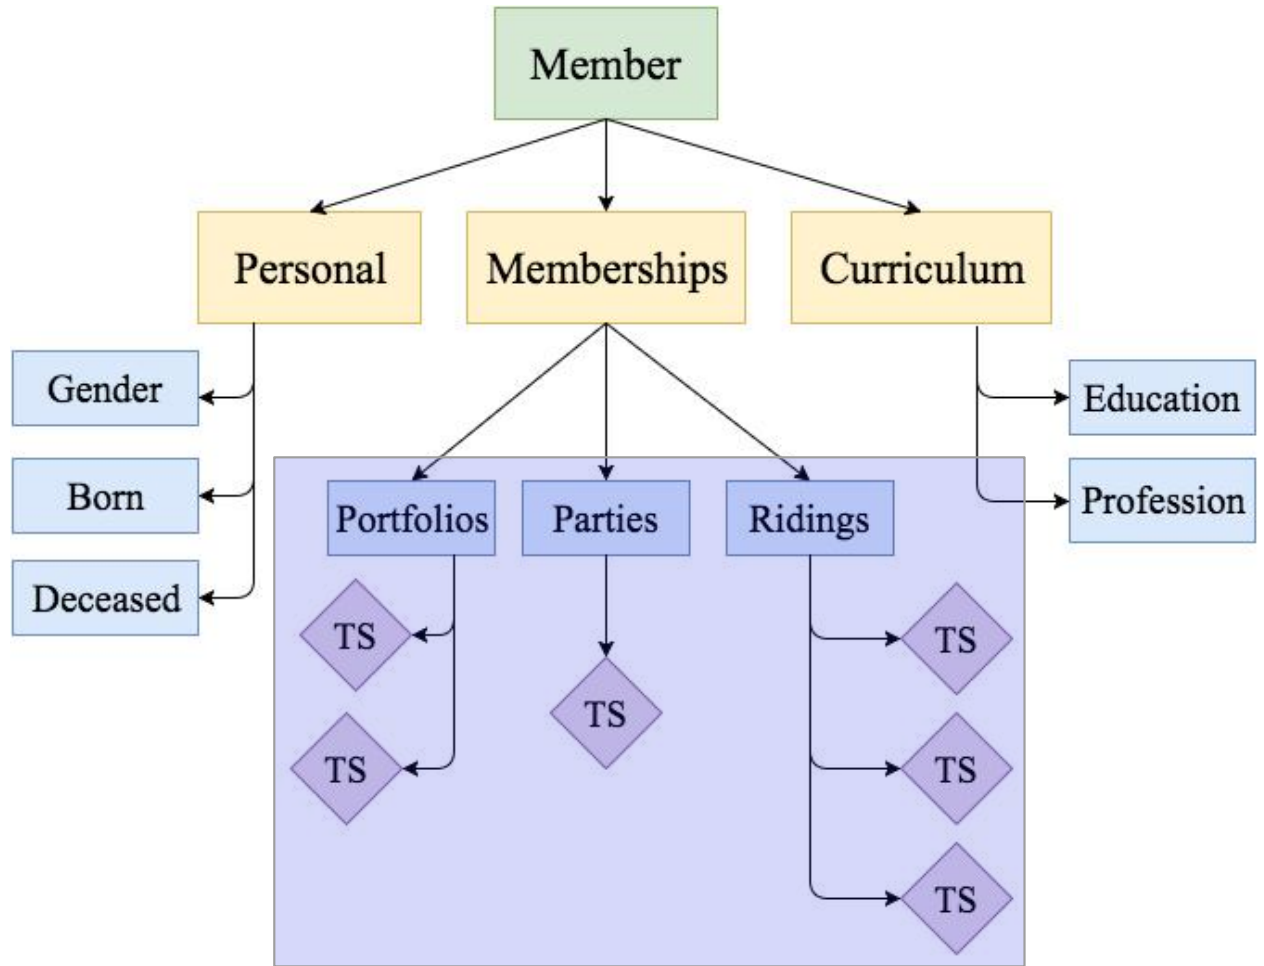 Member
Personal
Memberships
Curriculum
Gender
Born
Deceased
Portfolios
Parties
Ridings
Education
Profession
TS
TS
TS
TS
TS
TS